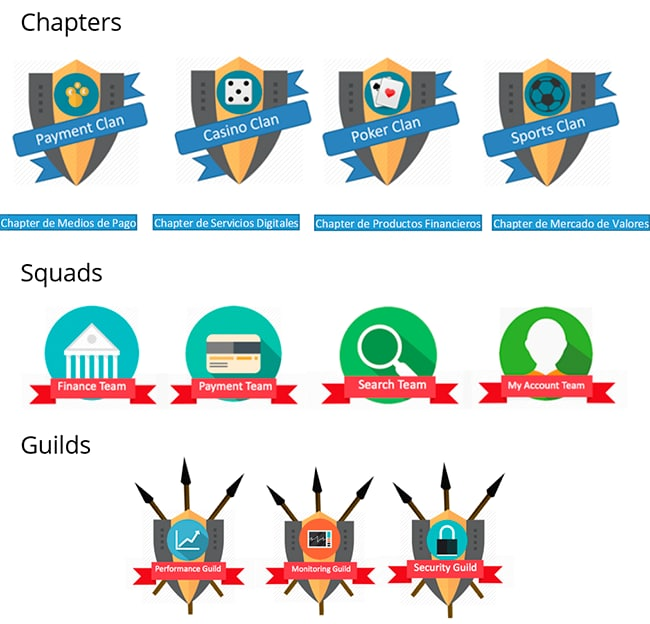 Chapters
Payment Clan
Casino Clan
Poker Clan
Sports Clan
Chapter de Medios de Pago
Chapter de Servicios Digitales
Chapter de Productos Financieros
Chapter de Mercado de Valores
Squads
Finance Team
Payment Team
Search Team
My Account Team
Guilds
Performance Guild
Monitoring Guild
Security Guild